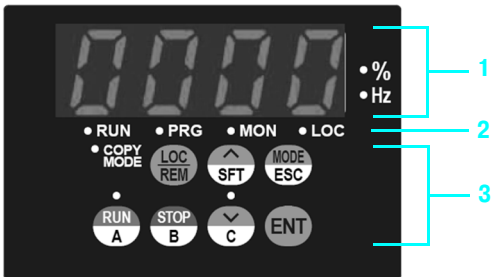 0000
%
Hz
1
RUN PRG MON LOC
2
COPY MODE
LOC REM
SFT
MODE ESC
3
RUN A
STOP B
C
ENT